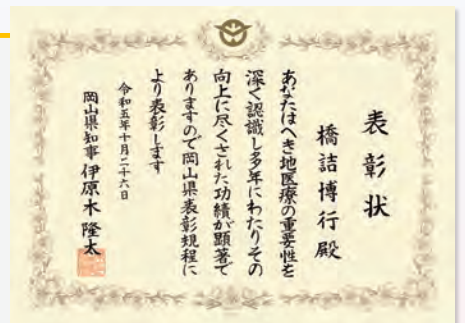 表彰状
橋詰博行殿
あなたはへき地医療の重要性を
深く認識し多年にわたりその
向上に尽くされた功績が顕著で
ありますので岡山県表彰規程に
より表彰します
令和五年十月二十六日
岡山県知事 伊原木隆太